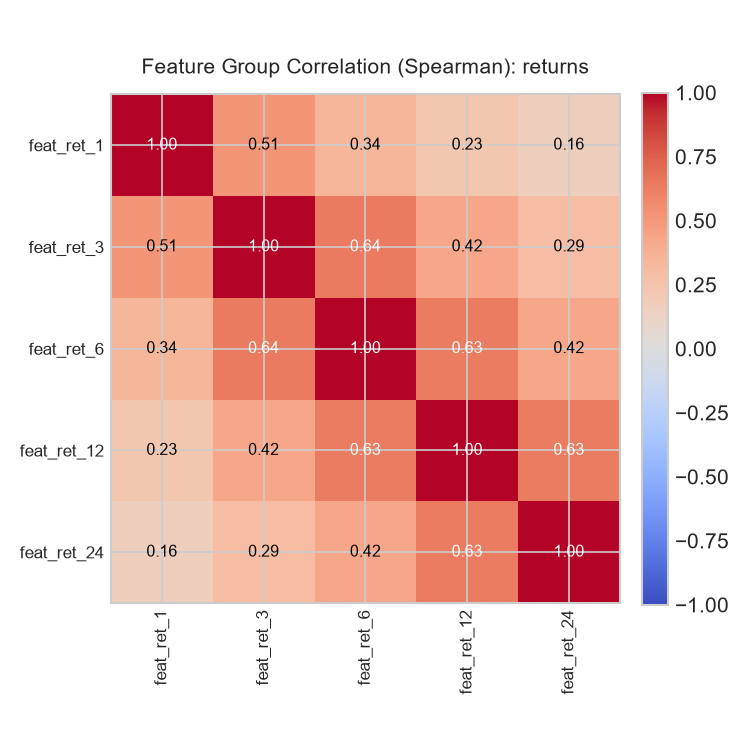 Feature Group Correlation (Spearman): returns
feat_ret_1 1.00 0.51 0.34 0.23 0.16
feat_ret_3 0.51 1.00 0.64 0.42 0.29
feat_ret_6 0.34 0.64 1.00 0.63 0.42
feat_ret_12 0.23 0.42 0.63 1.00 0.63
feat_ret_24 0.16 0.29 0.42 0.63 1.00
feat_ret_1 feat_ret_3 feat_ret_6 feat_ret_12 feat_ret_24
1.00
0.75
0.50
0.25
0.00
−0.25
−0.50
−0.75
−1.00